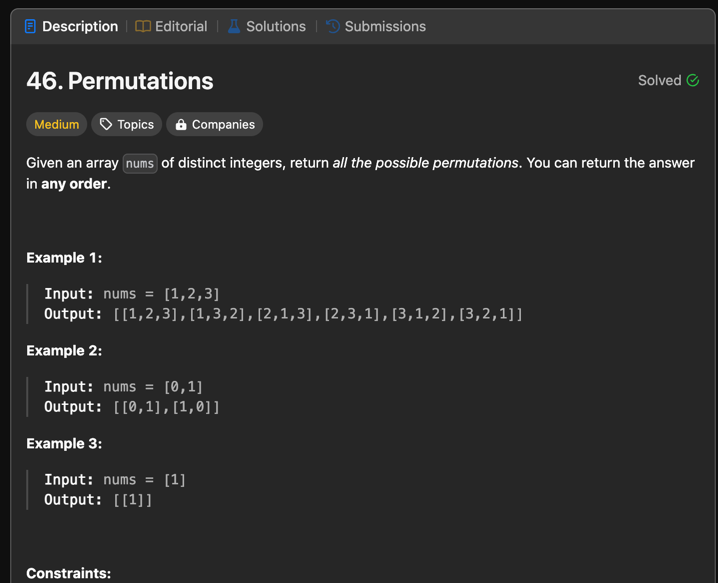 Description | Editorial | Solutions | Submissions
46. Permutations Solved
Medium Topics Companies
Given an array nums of distinct integers, return all the possible permutations. You can return the answer
in any order.
Example 1:
Input: nums = [1,2,3]
Output: [[1,2,3],[1,3,2],[2,1,3],[2,3,1],[3,1,2],[3,2,1]]
Example 2:
Input: nums = [0,1]
Output: [[0,1],[1,0]]
Example 3:
Input: nums = [1]
Output: [[1]]
Constraints: